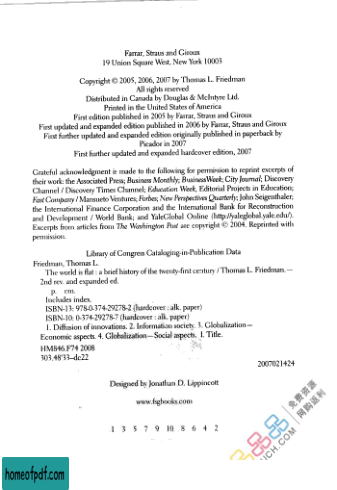 Farrar, Straus and Giroux
19 Union Square West, New York 10003
Copyright © 2005, 2006, 2007 by Thomas L. Friedman
All rights reserved
Distributed in Canada by Douglas & McIntyre Ltd.
Printed in the United States of America
First edition published in 2005 by Farrar, Straus and Giroux
First updated and expanded edition published in 2006 by Farrar, Straus and Giroux
First further updated and expanded edition originally published in paperback by
Picador in 2007
First further updated and expanded hardcover edition, 2007
Grateful acknowledgment is made to the following for permission to reprint excerpts of
their work: the Associated Press; Business Monthly; BusinessWeek; City Journal; Discovery
Channel / Discovery Times Channel; Education Week, Editorial Projects in Education;
Fast Company / Mansueto Ventures; Forbes; New Perspectives Quarterly; John Seigenthaler;
the International Finance Corporation and the International Bank for Reconstruction
and Development / World Bank; and YaleGlobal Online (http://yaleglobal.yale.edu/).
Excerpts from articles from The Washington Post are copyright © 2004. Reprinted with
permission.
Library of Congress Cataloging-in-Publication Data
Friedman, Thomas L.
The world is flat : a brief history of the twenty-first century / Thomas L. Friedman.—
2nd rev. and expanded ed.
p. cm.
Includes index.
ISBN-13: 978-0-374-29278-2 (hardcover : alk. paper)
ISBN-10: 0-374-29278-7 (hardcover : alk. paper)
1. Diffusion of innovations. 2. Information society. 3. Globalization—
Economic aspects. 4. Globalization—Social aspects. I. Title.
HM846.F74 2008
303.48'33–dc22
2007021424
Designed by Jonathan D. Lippincott
www.fsgbooks.com
1 3 5 7 9 10 8 6 4 2
免费资源
网购返利
homeofpdf.com